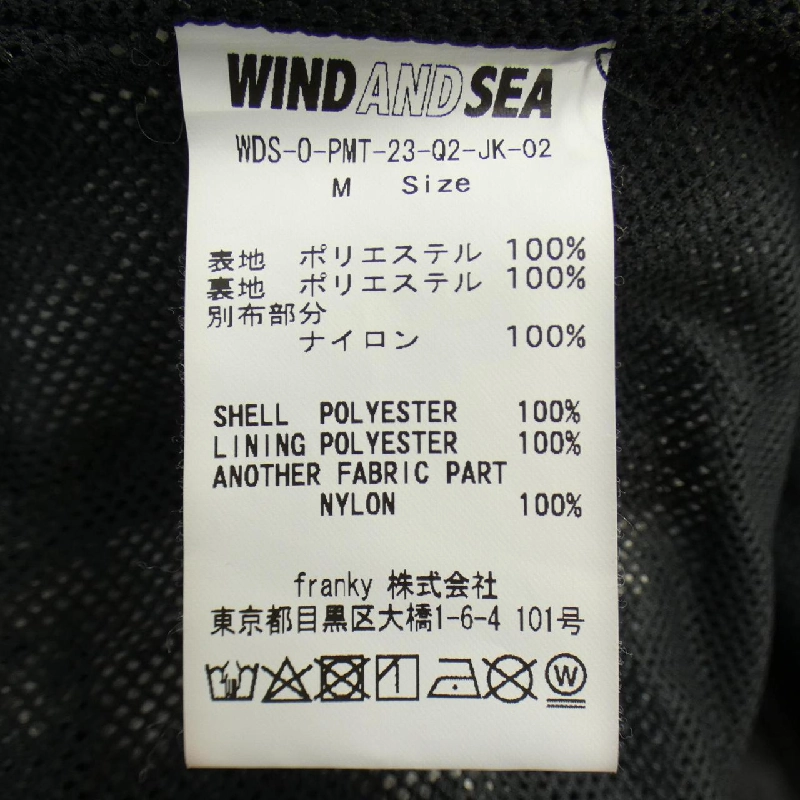 WIND AND SEA
WDS-O-PMT-23-Q2-JK-02
M Size
表地 ポリエステル 100%
裏地 ポリエステル 100%
別布部分
ナイロン 100%
SHELL POLYESTER 100%
LINING POLYESTER 100%
ANOTHER FABRIC PART
NYLON 100%
franky 株式会社
東京都目黒区大橋1-6-4 101号
W